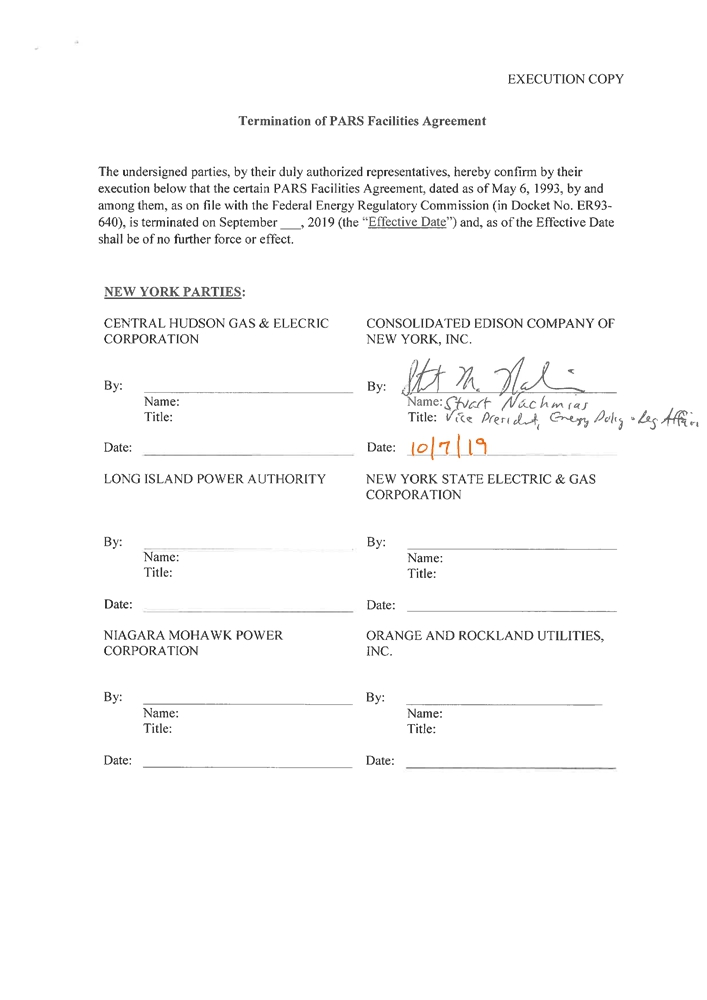 EXECUTION COPY
Termination of PARS Facilities Agreement
The undersigned parties, by their duly authorized representatives, hereby confirm by their
execution below that the certain PARS Facilities Agreement, dated as of May 6, 1993, by and
among them, as on file with the Federal Energy Regulatory Commission (in Docket No. ER93-
640), is terminated on September ___, 2019 (the “Effective Date”) and, as of the Effective Date
shall be of no further force or effect.
NEW YORK PARTIES:
CENTRAL HUDSON GAS & ELECRIC
CORPORATION
By:
Name:
Title:
Date:
CONSOLIDATED EDISON COMPANY OF
NEW YORK, INC.
By:
Name: Stuart Nachmias
Title: Vice President, Energy Policy & Reg Affairs
Date: 10/7/19
LONG ISLAND POWER AUTHORITY
By:
Name:
Title:
Date:
NEW YORK STATE ELECTRIC & GAS
CORPORATION
By:
Name:
Title:
Date:
NIAGARA MOHAWK POWER
CORPORATION
By:
Name:
Title:
Date:
ORANGE AND ROCKLAND UTILITIES,
INC.
By:
Name:
Title:
Date: